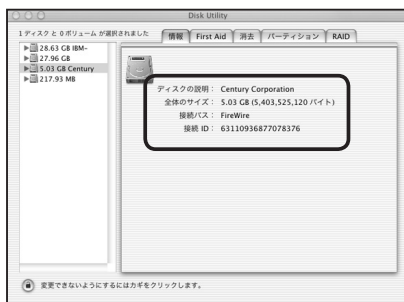 Disk Utility
1 ディスク と 0 ボリューム が選択されました
情報 First Aid 消去 パーティション RAID
28.63 GB IBM-
27.96 GB
5.03 GB Century
217.93 MB
ディスクの説明： Century Corporation
全体のサイズ： 5.03 GB (5,403,525,120 バイト)
接続バス： FireWire
接続 ID： 63110936877078376
変更できないようにするにはカギをクリックします。